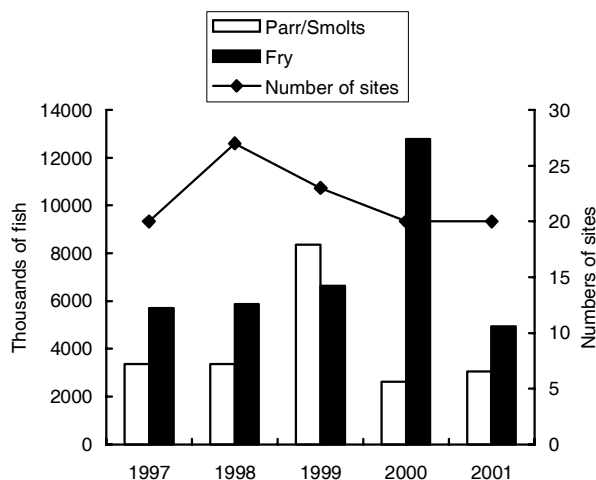 Parr/Smolts
Fry
Number of sites
14000
12000
10000
8000
6000
4000
2000
0
Thousands of fish
30
25
20
15
10
5
0
Numbers of sites
1997 1998 1999 2000 2001